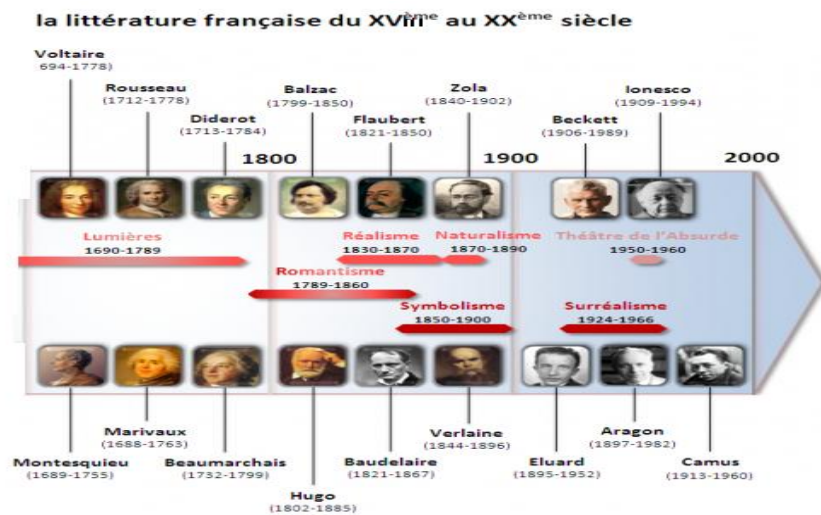 la littérature française du XVIIIème au XXème siècle
Voltaire
694-1778)
Rousseau
(1712-1778)
Diderot
(1713-1784)
Balzac
(1799-1850)
Flaubert
(1821-1850)
Zola
(1840-1902)
Beckett
(1906-1989)
Ionesco
(1909-1994)
1800
1900
2000
Lumières
1690-1789
Réalisme
1830-1870
Naturalisme
1870-1890
Théâtre de l'Absurde
1950-1960
Romantisme
1789-1860
Symbolisme
1850-1900
Surréalisme
1924-1966
Montesquieu
(1689-1755)
Marivaux
(1688-1763)
Beaumarchais
(1732-1799)
Hugo
(1802-1885)
Baudelaire
(1821-1867)
Verlaine
(1844-1896)
Eluard
(1895-1952)
Aragon
(1897-1982)
Camus
(1913-1960)